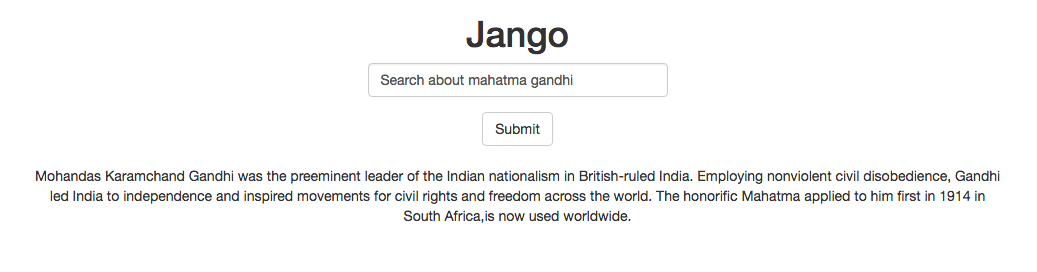 Jango
Search about mahatma gandhi
Submit
Mohandas Karamchand Gandhi was the preeminent leader of the Indian nationalism in British-ruled India. Employing nonviolent civil disobedience, Gandhi
led India to independence and inspired movements for civil rights and freedom across the world. The honorific Mahatma applied to him first in 1914 in
South Africa,is now used worldwide.